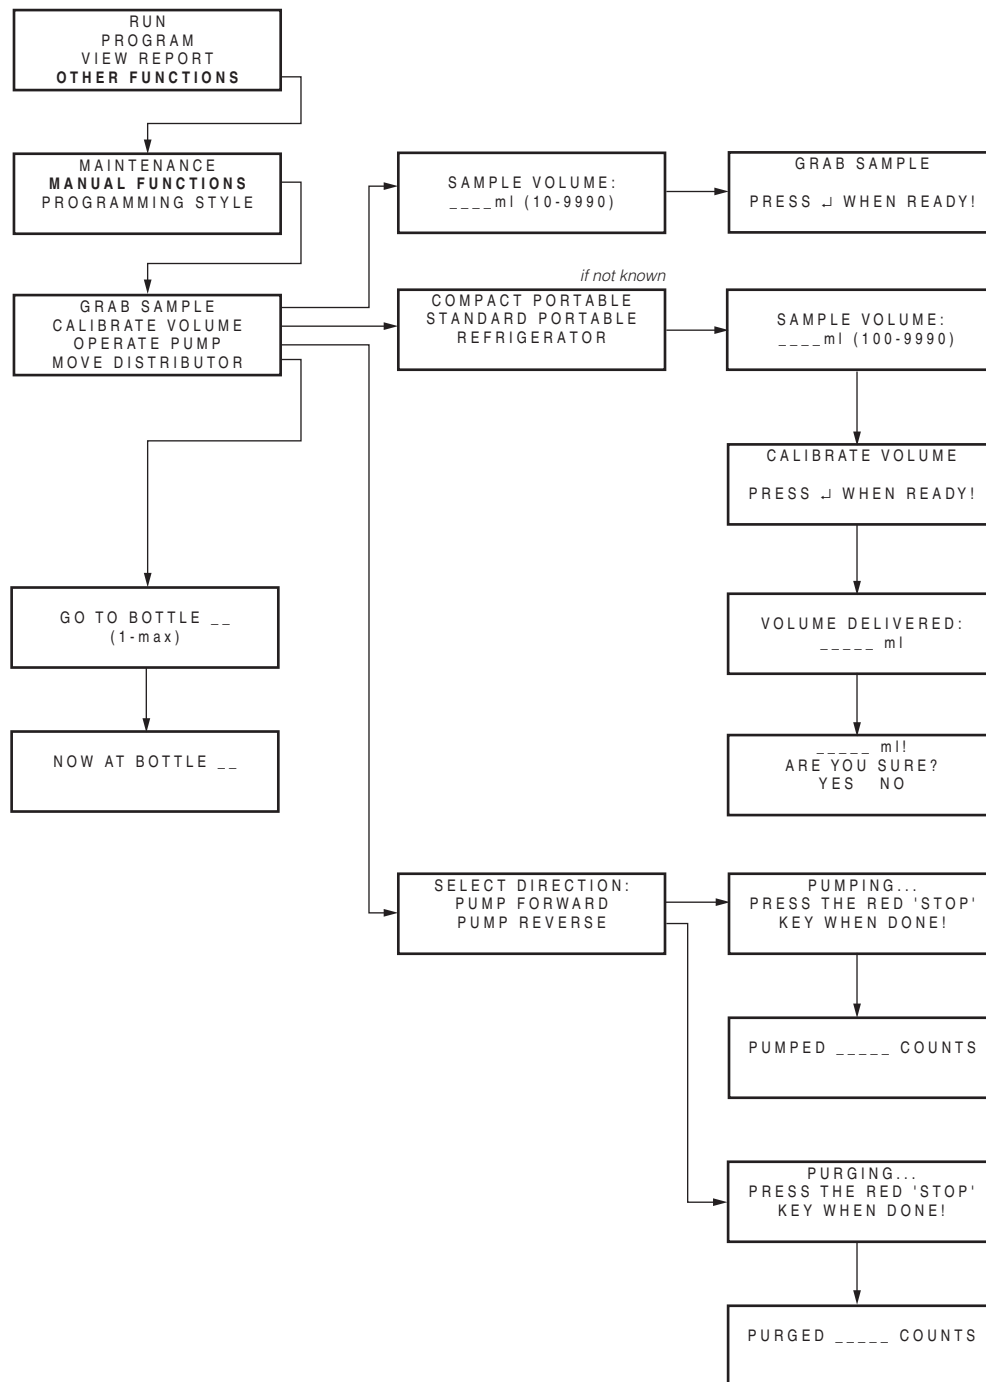 RUN
PROGRAM
VIEW REPORT
OTHER FUNCTIONS
MAINTENANCE
MANUAL FUNCTIONS
PROGRAMMING STYLE
GRAB SAMPLE
CALIBRATE VOLUME
OPERATE PUMP
MOVE DISTRIBUTOR
SAMPLE VOLUME:
____ml (10-9990)
GRAB SAMPLE
PRESS ↵ WHEN READY!
if not known
COMPACT PORTABLE
STANDARD PORTABLE
REFRIGERATOR
SAMPLE VOLUME:
____ml (100-9990)
CALIBRATE VOLUME
PRESS ↵ WHEN READY!
VOLUME DELIVERED:
_____ ml
_____ ml!
ARE YOU SURE?
YES NO
GO TO BOTTLE __
(1-max)
NOW AT BOTTLE __
SELECT DIRECTION:
PUMP FORWARD
PUMP REVERSE
PUMPING...
PRESS THE RED 'STOP'
KEY WHEN DONE!
PUMPED _____ COUNTS
PURGING...
PRESS THE RED 'STOP'
KEY WHEN DONE!
PURGED _____ COUNTS